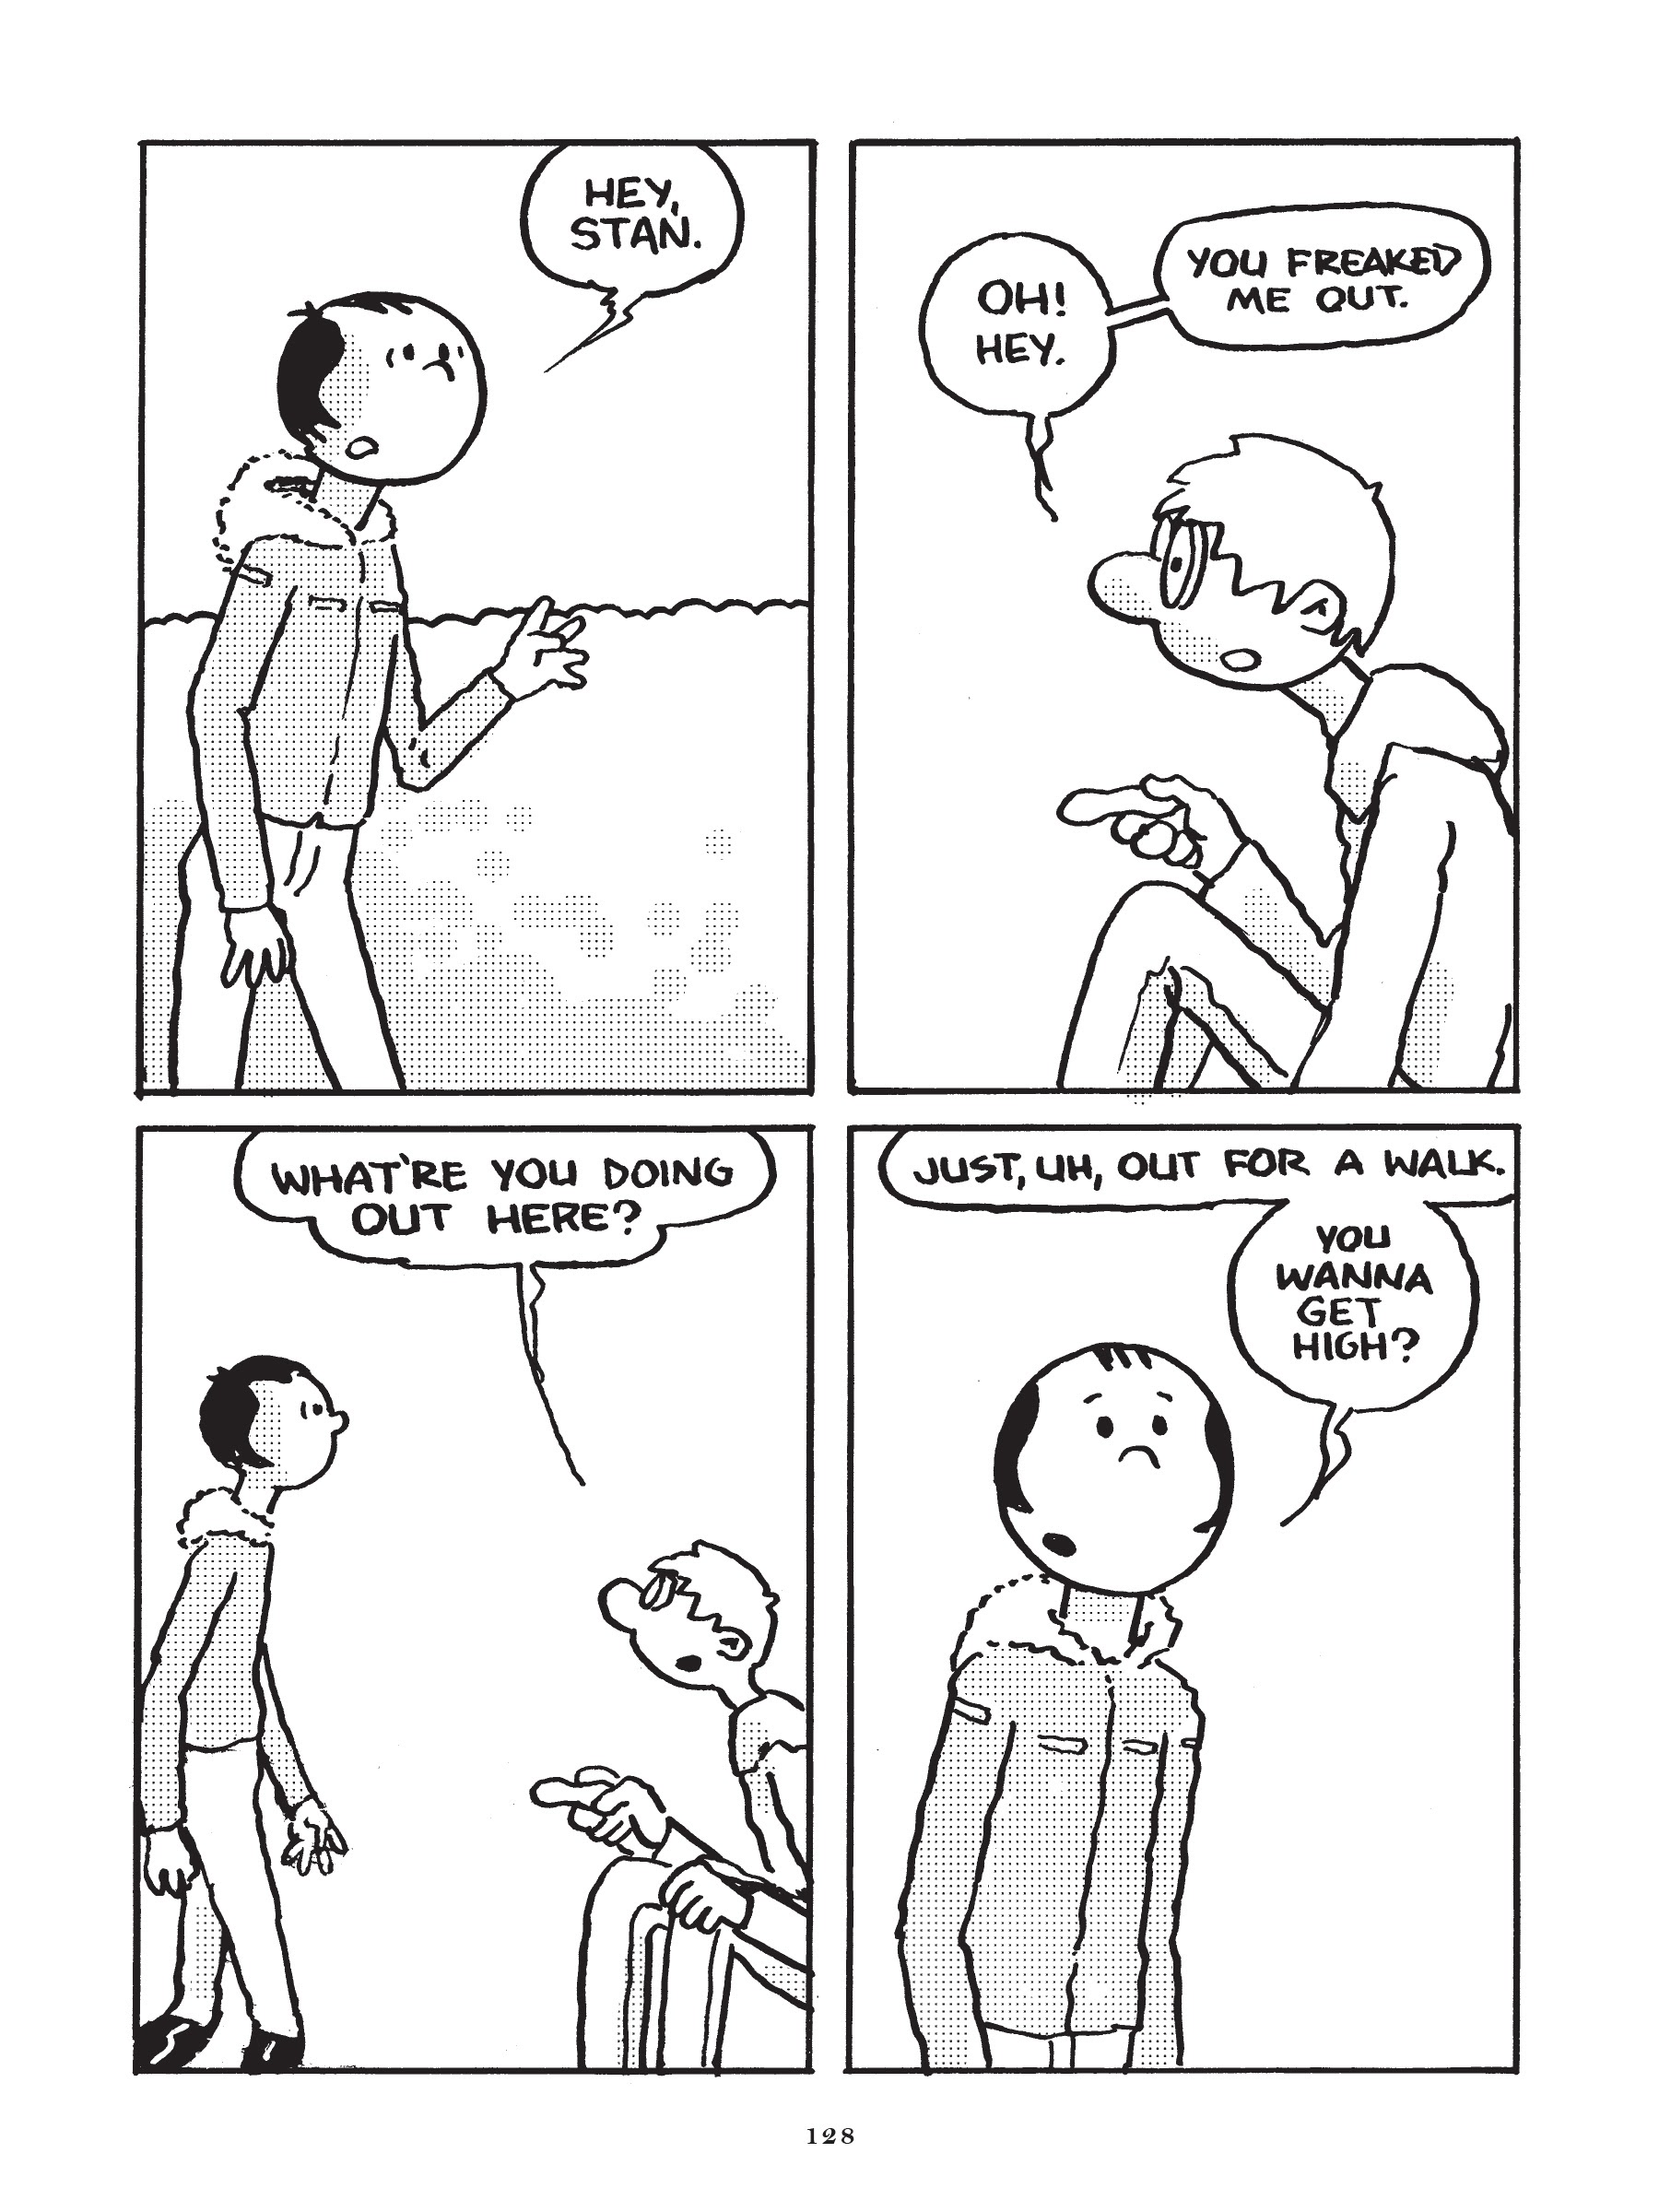 HEY,
STAN.
OH!
HEY.
YOU FREAKED
ME OUT.
WHAT'RE YOU DOING
OUT HERE?
JUST, UH, OUT FOR A WALK.
YOU
WANNA
GET
HIGH?
128